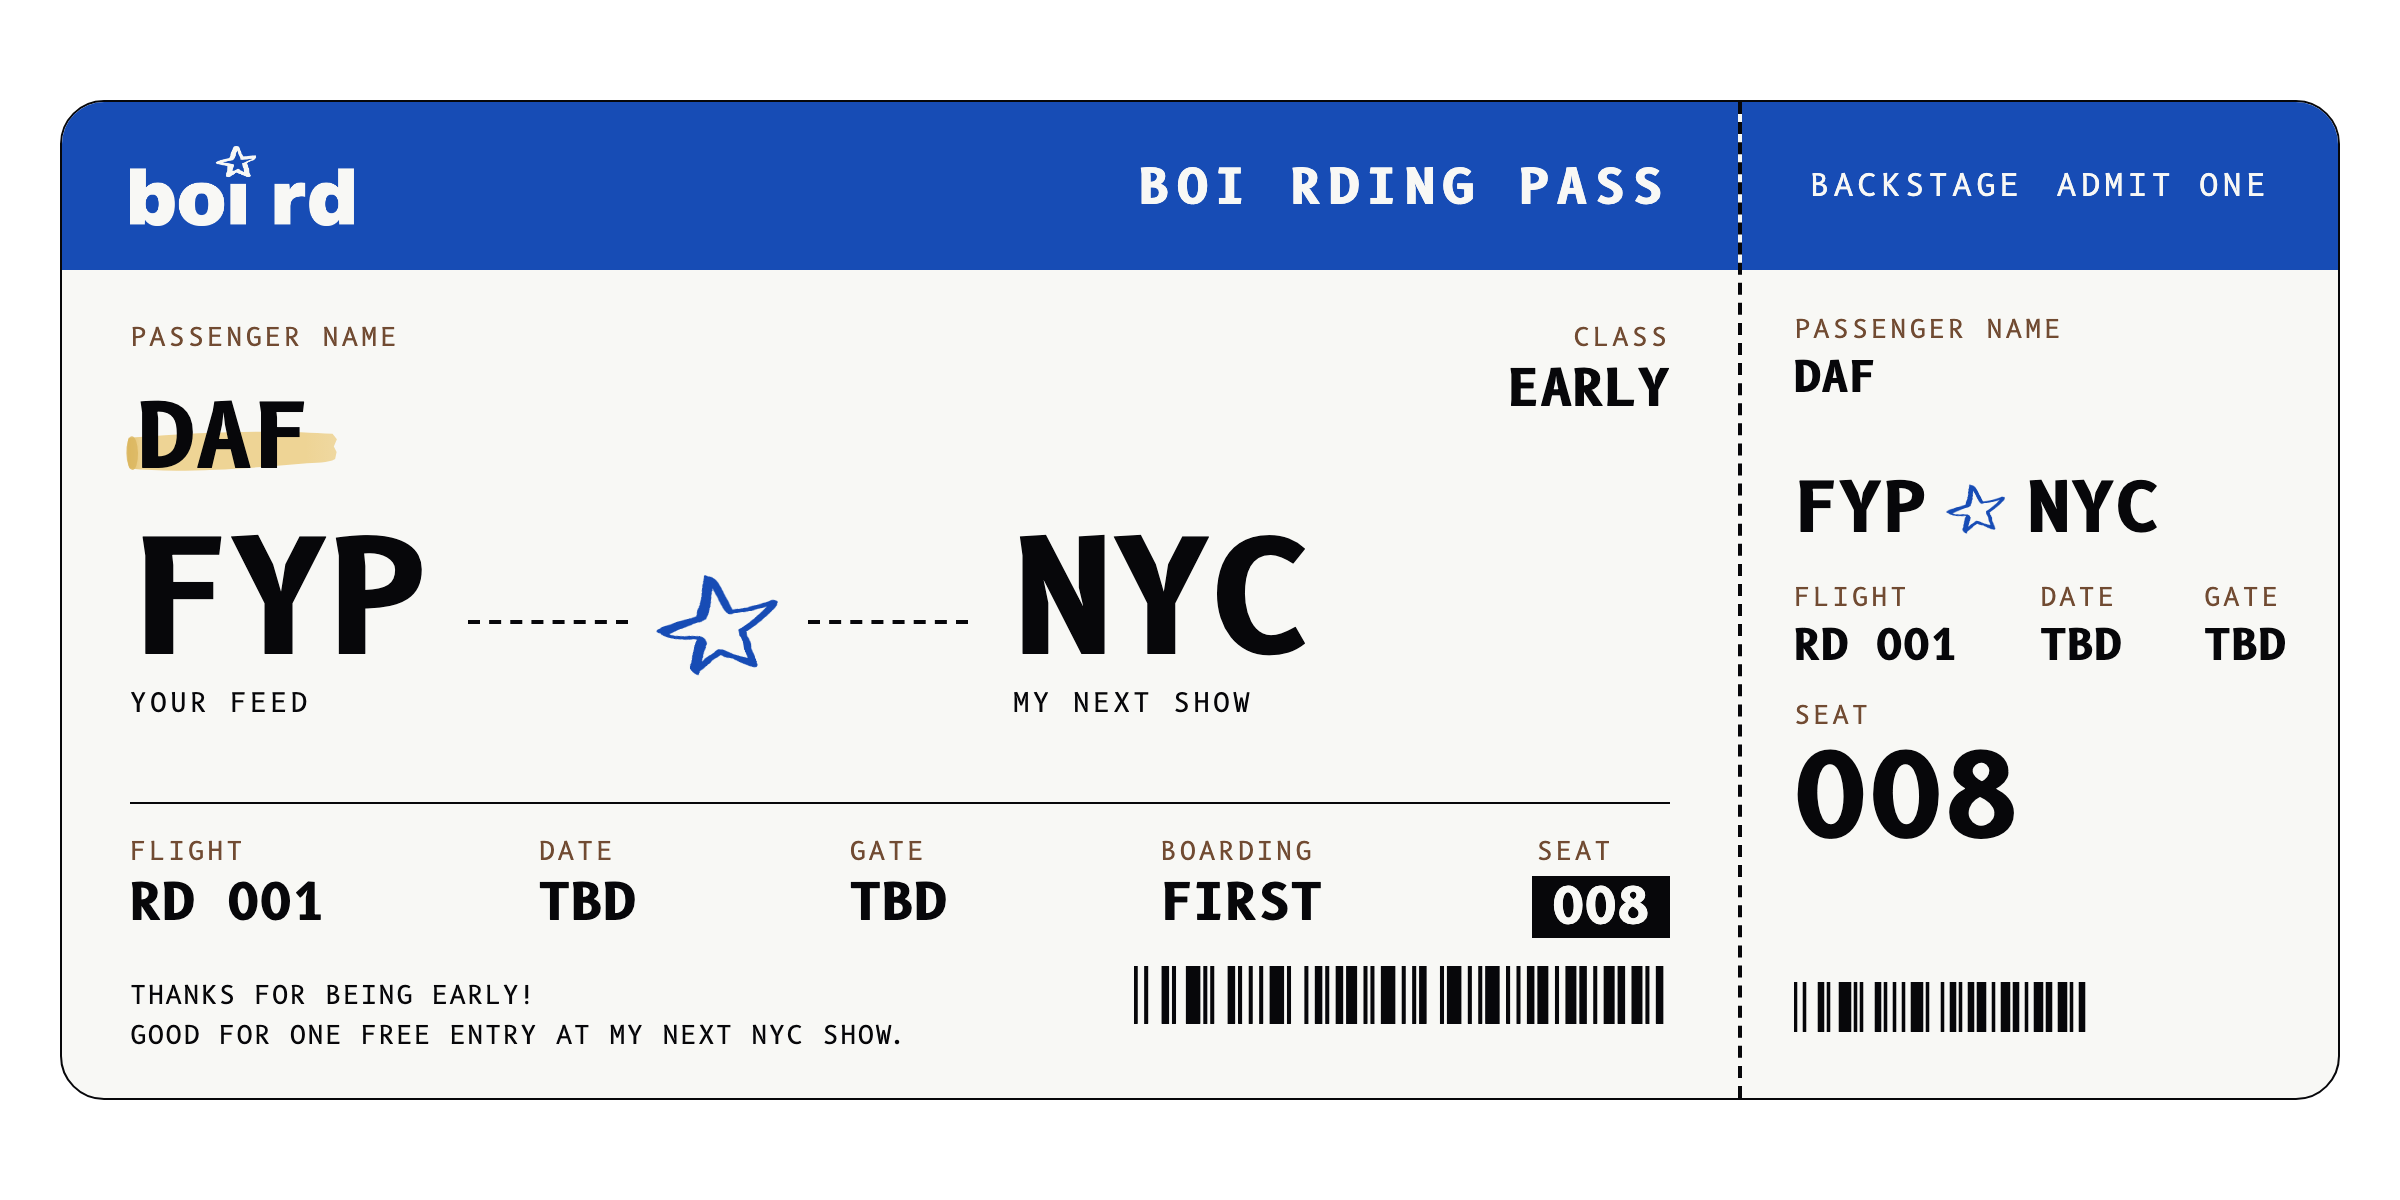 boi rd
BOI RDING PASS
PASSENGER NAME
DAF
CLASS
EARLY
FYP
NYC
YOUR FEED
MY NEXT SHOW
FLIGHT
RD 001
DATE
TBD
GATE
TBD
BOARDING
FIRST
SEAT
008
THANKS FOR BEING EARLY!
GOOD FOR ONE FREE ENTRY AT MY NEXT NYC SHOW.
BACKSTAGE ADMIT ONE
PASSENGER NAME
DAF
FYP NYC
FLIGHT
RD 001
DATE
TBD
GATE
TBD
SEAT
008